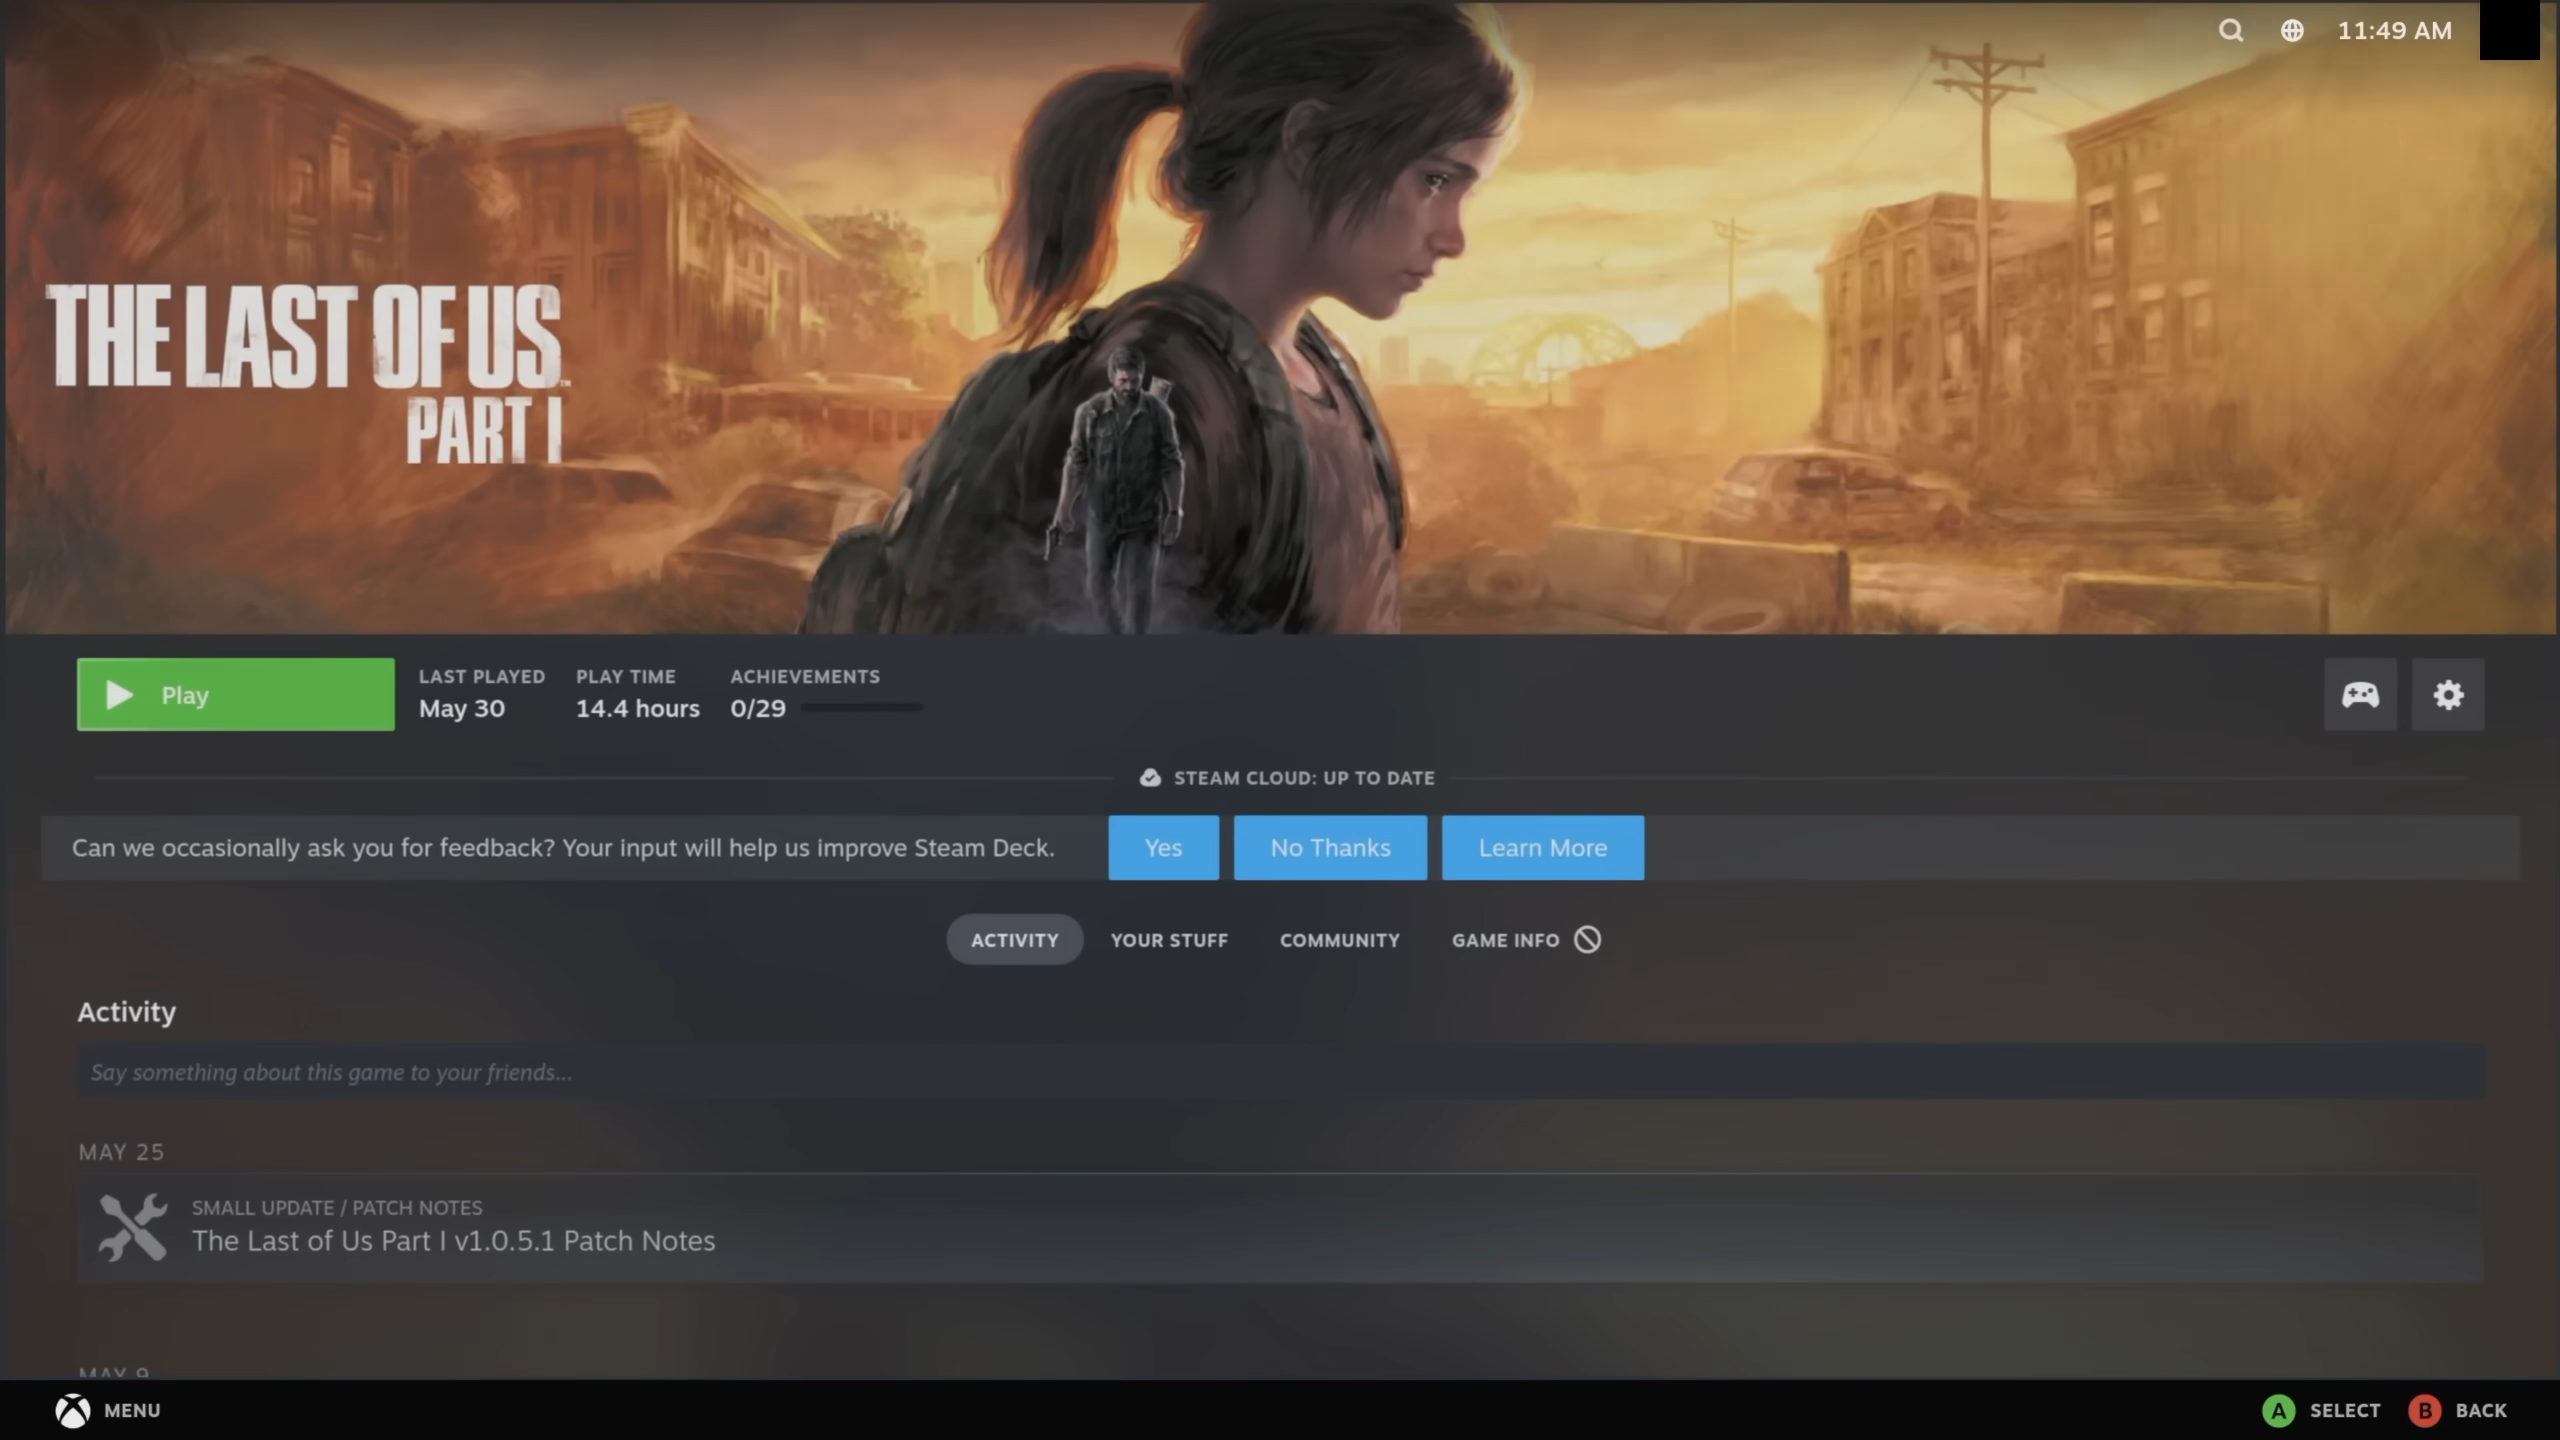 11:49 AM
THE LAST OF US™
PART I
Play
LAST PLAYED
May 30
PLAY TIME
14.4 hours
ACHIEVEMENTS
0/29
STEAM CLOUD: UP TO DATE
Can we occasionally ask you for feedback? Your input will help us improve Steam Deck.
Yes
No Thanks
Learn More
ACTIVITY
YOUR STUFF
COMMUNITY
GAME INFO
Activity
Say something about this game to your friends...
MAY 25
SMALL UPDATE / PATCH NOTES
The Last of Us Part I v1.0.5.1 Patch Notes
MAY 9
MENU
A SELECT
B BACK